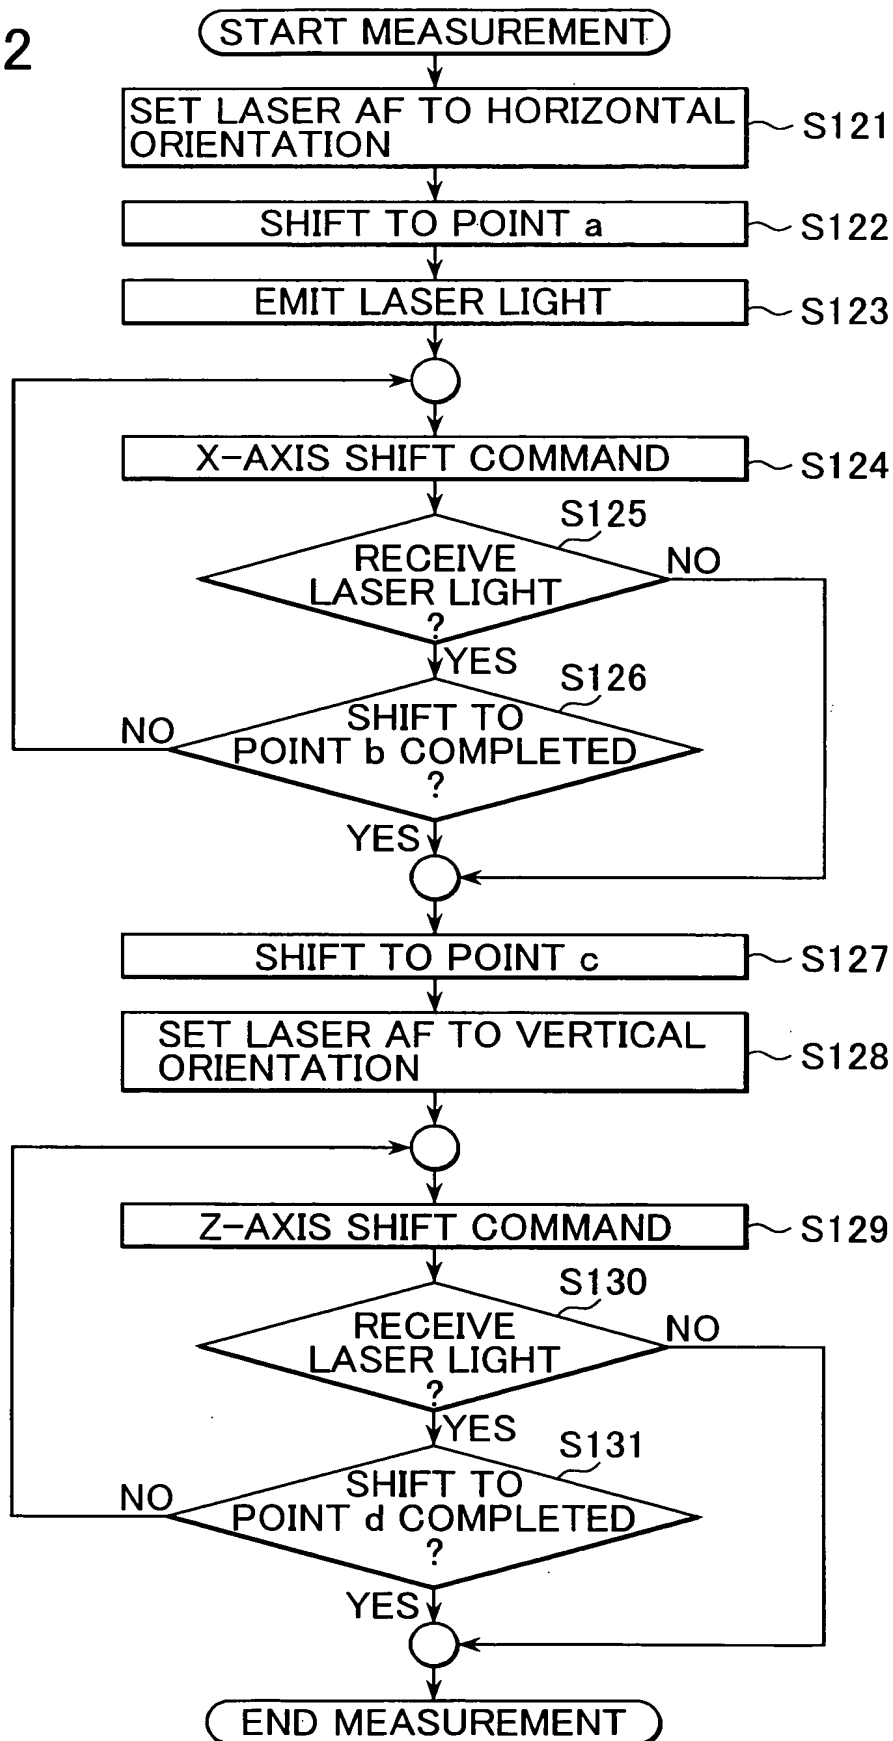 2
START MEASUREMENT
SET LASER AF TO HORIZONTAL
ORIENTATION
S121
SHIFT TO POINT a
S122
EMIT LASER LIGHT
S123
X-AXIS SHIFT COMMAND
S124
S125
RECEIVE
LASER LIGHT
?
NO
YES
S126
SHIFT TO
POINT b COMPLETED
?
NO
YES
SHIFT TO POINT c
S127
SET LASER AF TO VERTICAL
ORIENTATION
S128
Z-AXIS SHIFT COMMAND
S129
S130
RECEIVE
LASER LIGHT
?
NO
YES
S131
SHIFT TO
POINT d COMPLETED
?
NO
YES
END MEASUREMENT